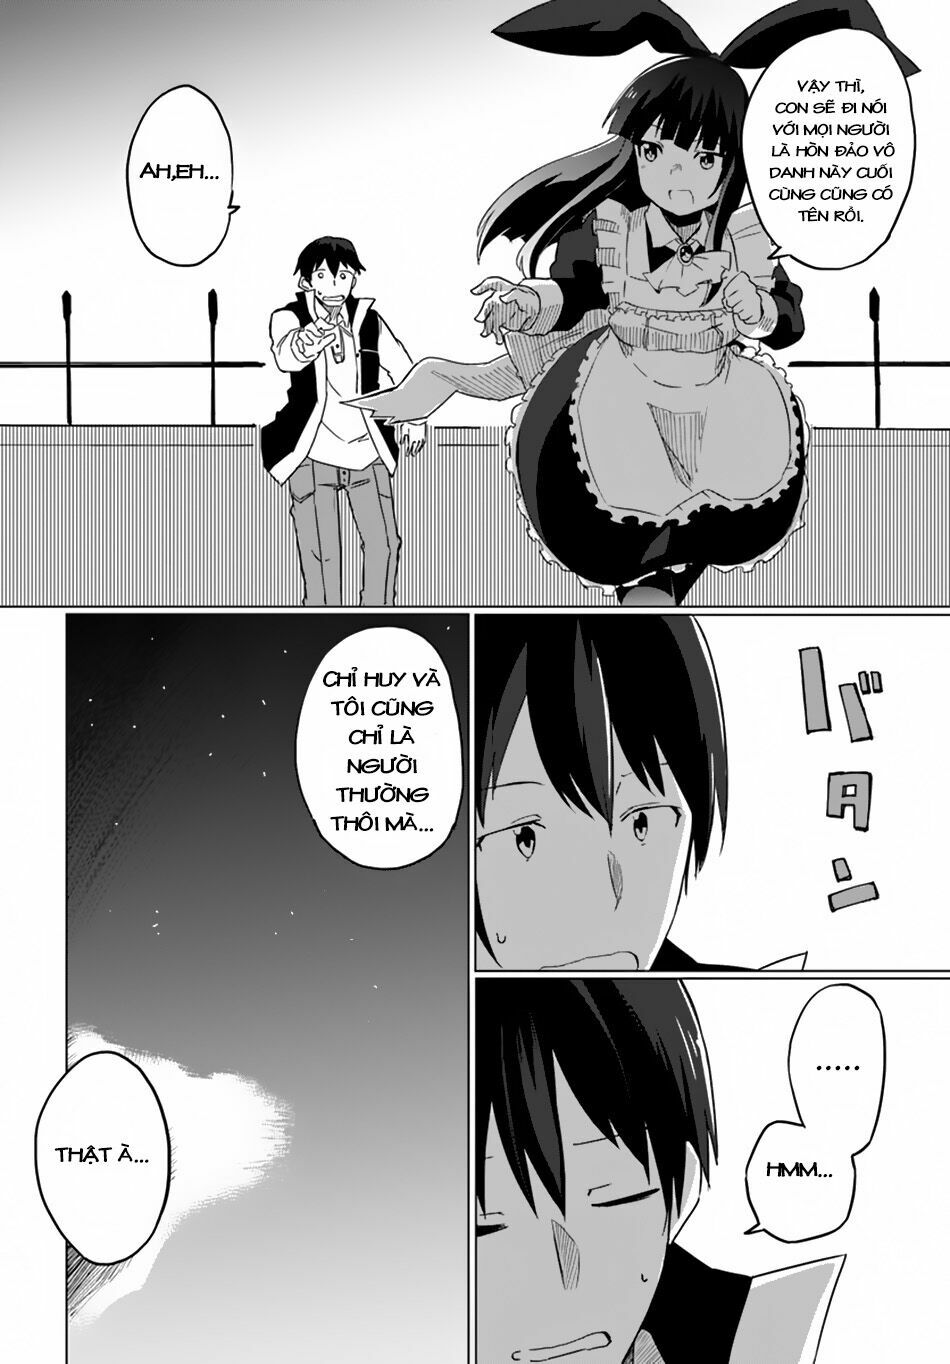 VẬY THÌ,
CON SẼ ĐI NÓI
VỚI MỌI NGƯỜI
LÀ HÒN ĐẢO VÔ
DANH NÀY CUỐI
CÙNG CŨNG CÓ
TÊN RỒI.
AH,EH...
バタン
.....
HMM...
CHỈ HUY VÀ
TÔI CŨNG
CHỈ LÀ
NGƯỜI
THƯỜNG
THÔI MÀ...
THẬT À...